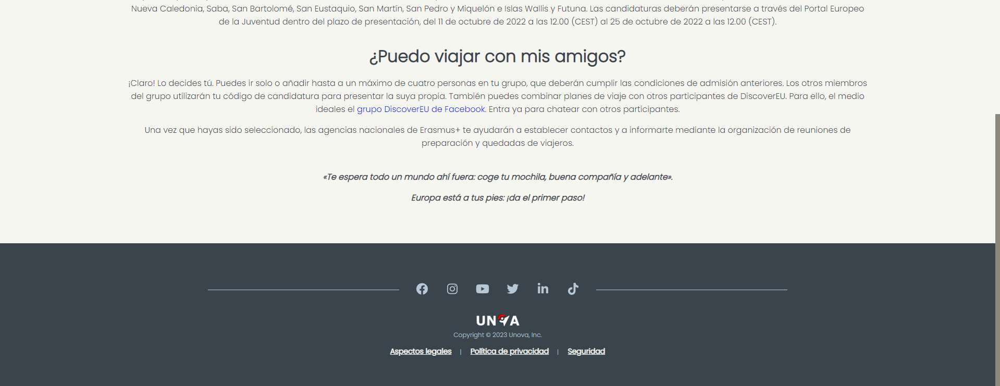 Nueva Caledonia, Saba, San Bartolomé, San Eustaquio, San Martín, San Pedro y Miquelón e Islas Wallis y Futuna. Las candidaturas deberán presentarse a través del Portal Europeo
de la Juventud dentro del plazo de presentación, del 11 de octubre de 2022 a las 12.00 (CEST) al 25 de octubre de 2022 a las 12.00 (CEST).
¿Puedo viajar con mis amigos?
¡Claro! Lo decides tú. Puedes ir solo o añadir hasta a un máximo de cuatro personas en tu grupo, que deberán cumplir las condiciones de admisión anteriores. Los otros miembros
del grupo utilizarán tu código de candidatura para presentar la suya propia. También puedes combinar planes de viaje con otros participantes de DiscoverEU. Para ello, el medio
ideales el grupo DiscoverEU de Facebook. Entra ya para chatear con otros participantes.
Una vez que hayas sido seleccionado, las agencias nacionales de Erasmus+ te ayudarán a establecer contactos y a informarte mediante la organización de reuniones de
preparación y quedadas de viajeros.
«Te espera todo un mundo ahí fuera: coge tu mochila, buena compañía y adelante».
Europa está a tus pies: ¡da el primer paso!
UNOVA
Copyright © 2023 Unova, Inc.
Aspectos legales | Política de privacidad | Seguridad